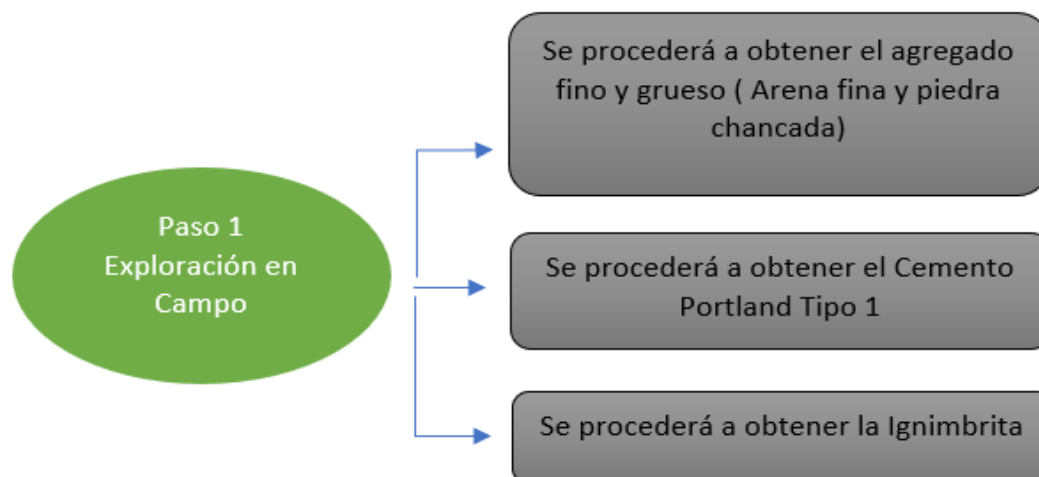 Paso 1
Exploración en
Campo
Se procederá a obtener el agregado
fino y grueso ( Arena fina y piedra
chancada)
Se procederá a obtener el Cemento
Portland Tipo 1
Se procederá a obtener la Ignimbrita